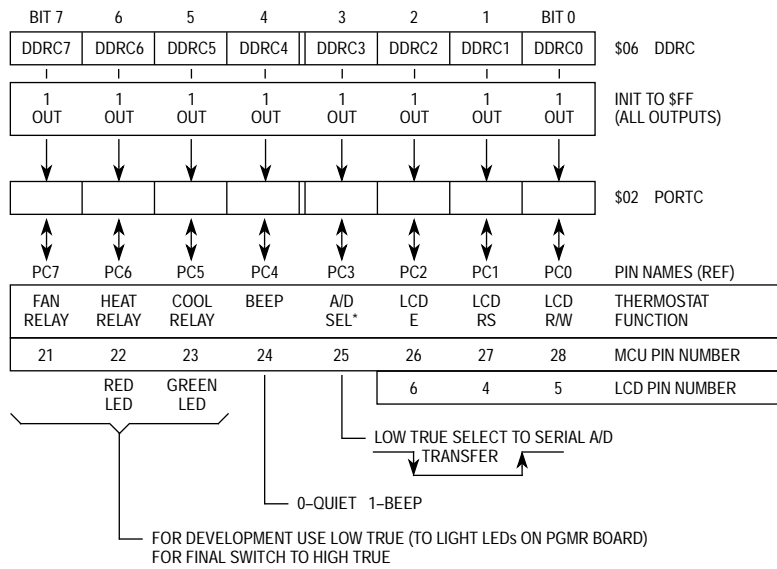 BIT 7 6 5 4 3 2 1 BIT 0
DDRC7 DDRC6 DDRC5 DDRC4 DDRC3 DDRC2 DDRC1 DDRC0 $06 DDRC
1 1 1 1 1 1 1 1 INIT TO $FF
OUT OUT OUT OUT OUT OUT OUT OUT (ALL OUTPUTS)
$02 PORTC
PC7 PC6 PC5 PC4 PC3 PC2 PC1 PC0 PIN NAMES (REF)
FAN HEAT COOL BEEP A/D LCD LCD LCD THERMOSTAT
RELAY RELAY RELAY SEL* E RS R/W FUNCTION
21 22 23 24 25 26 27 28 MCU PIN NUMBER
RED GREEN 6 4 5 LCD PIN NUMBER
LED LED
LOW TRUE SELECT TO SERIAL A/D
TRANSFER
0–QUIET 1–BEEP
FOR DEVELOPMENT USE LOW TRUE (TO LIGHT LEDs ON PGMR BOARD)
FOR FINAL SWITCH TO HIGH TRUE